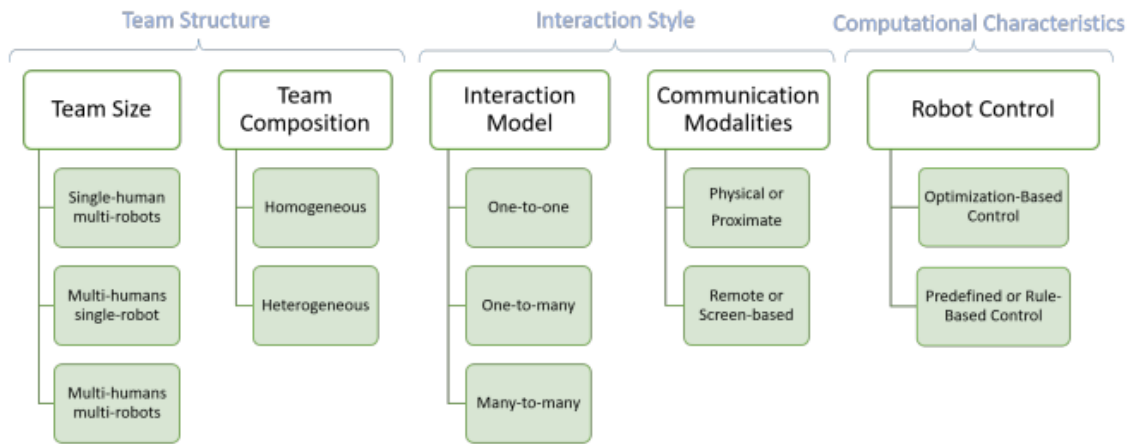 Team Structure
Interaction Style
Computational Characteristics
Team Size
Team
Composition
Interaction
Model
Communication
Modalities
Robot Control
Single-human
multi-robots
Homogeneous
One-to-one
Physical or
Proximate
Optimization-Based
Control
Multi-humans
single-robot
Heterogeneous
One-to-many
Remote or
Screen-based
Predefined or Rule-
Based Control
Multi-humans
multi-robots
Many-to-many